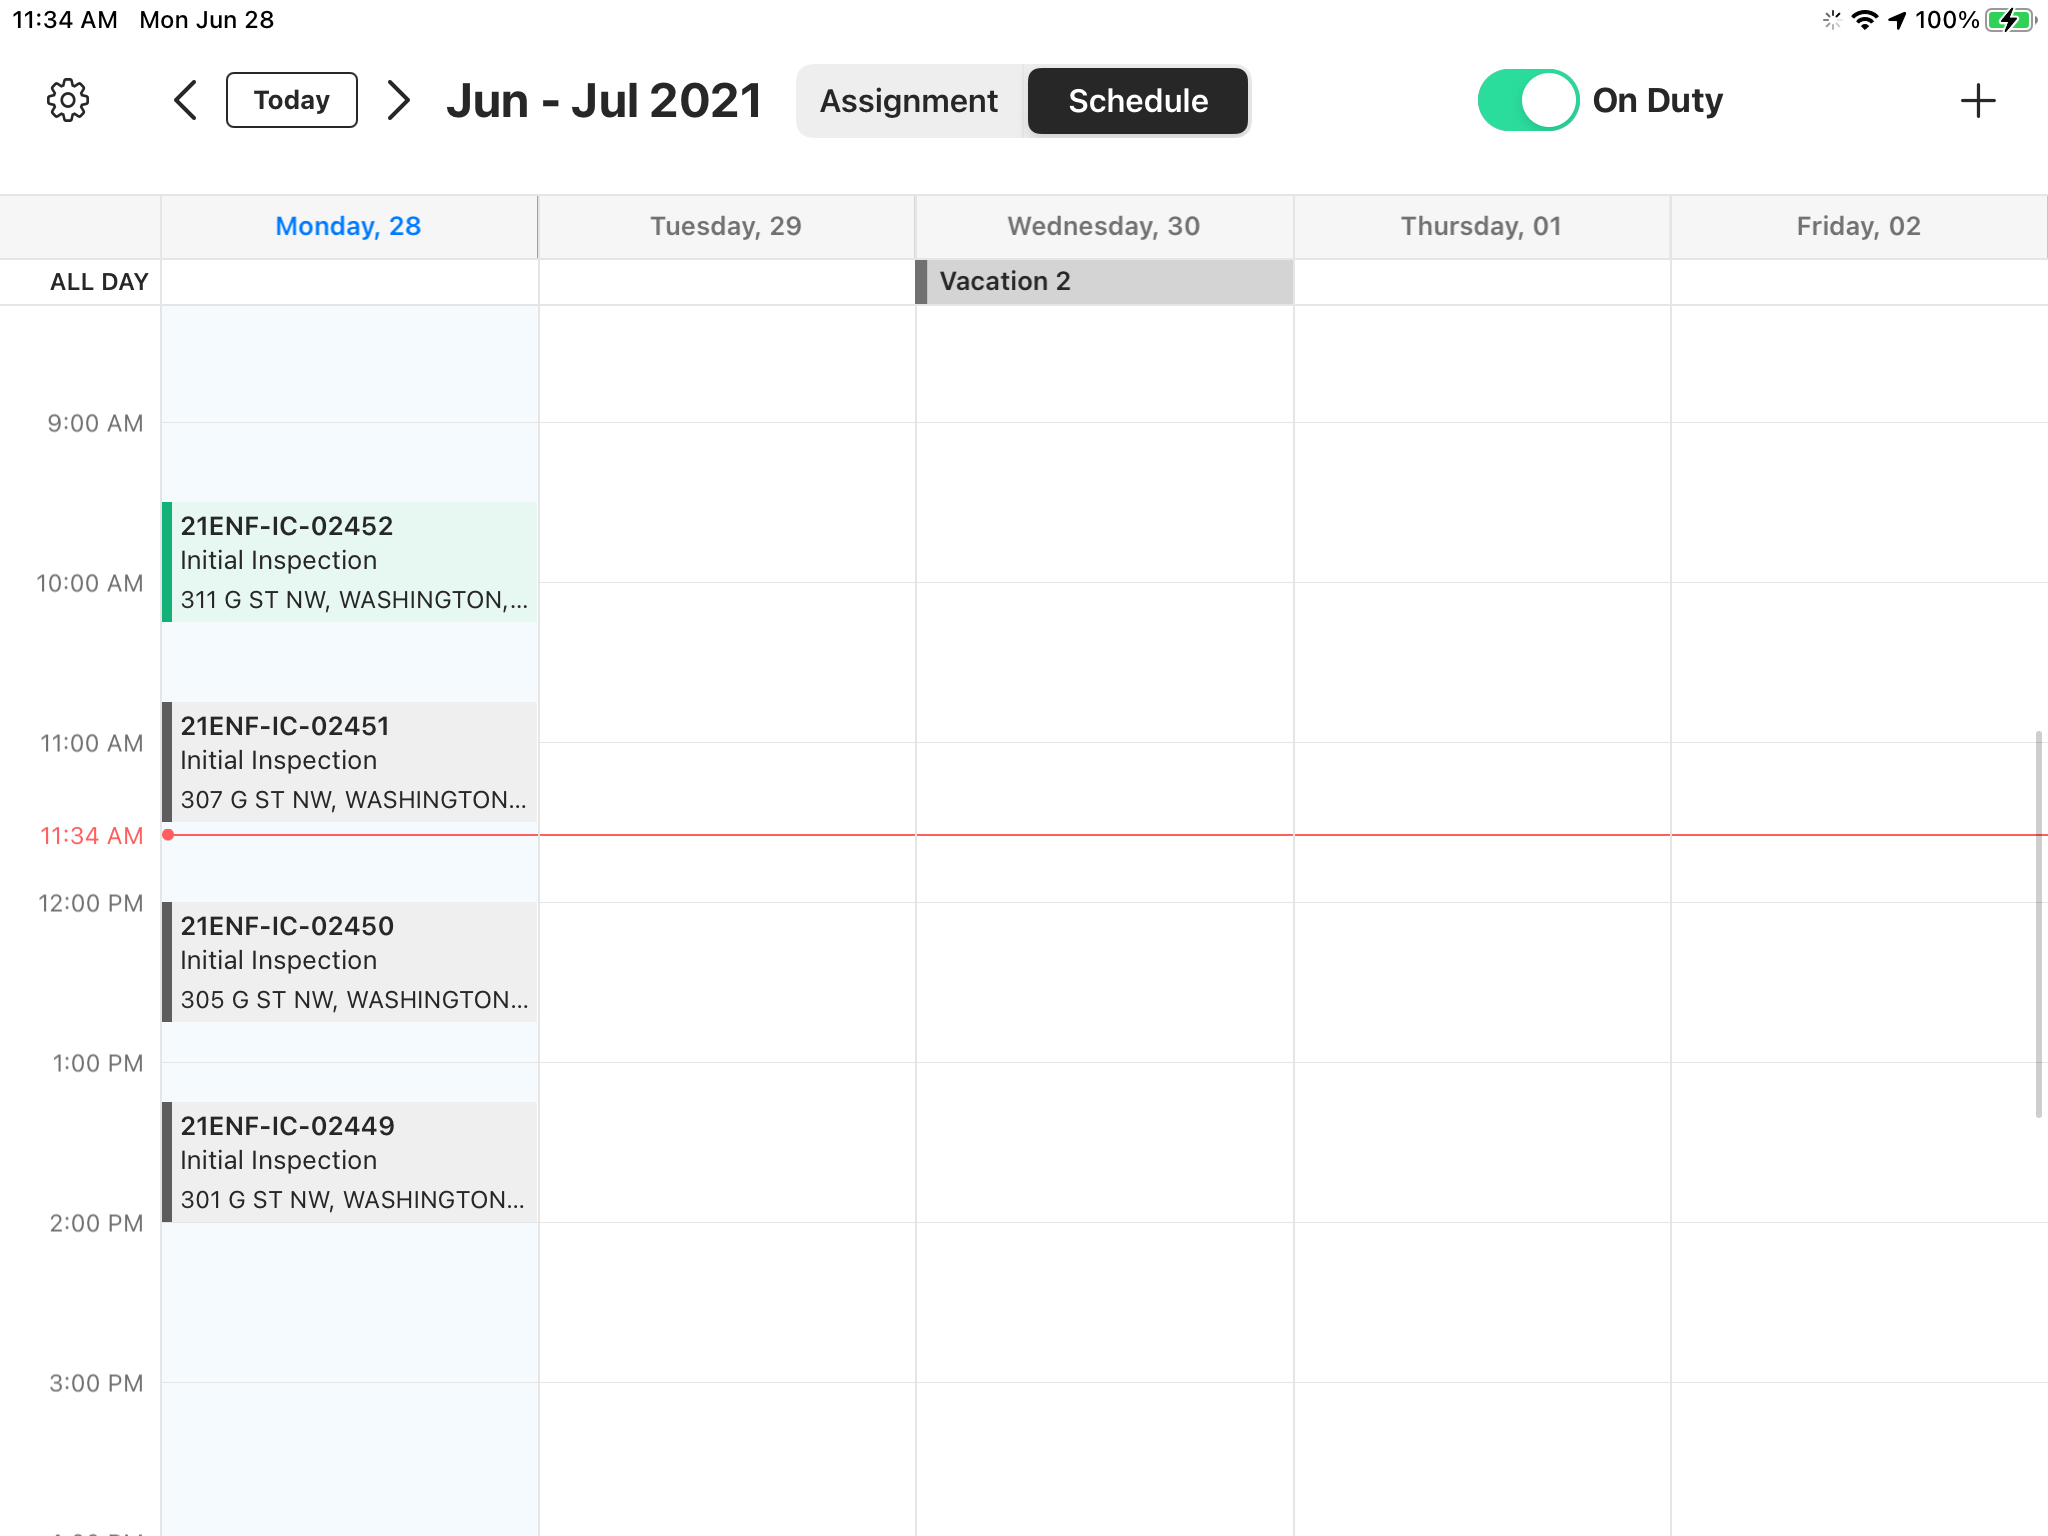 11:34 AM Mon Jun 28 100%
Today Jun - Jul 2021 Assignment Schedule On Duty
Monday, 28 Tuesday, 29 Wednesday, 30 Thursday, 01 Friday, 02
ALL DAY Vacation 2
9:00 AM
21ENF-IC-02452
Initial Inspection
10:00 AM
311 G ST NW, WASHINGTON,...
21ENF-IC-02451
11:00 AM
Initial Inspection
307 G ST NW, WASHINGTON...
11:34 AM
12:00 PM
21ENF-IC-02450
Initial Inspection
305 G ST NW, WASHINGTON...
1:00 PM
21ENF-IC-02449
Initial Inspection
301 G ST NW, WASHINGTON...
2:00 PM
3:00 PM